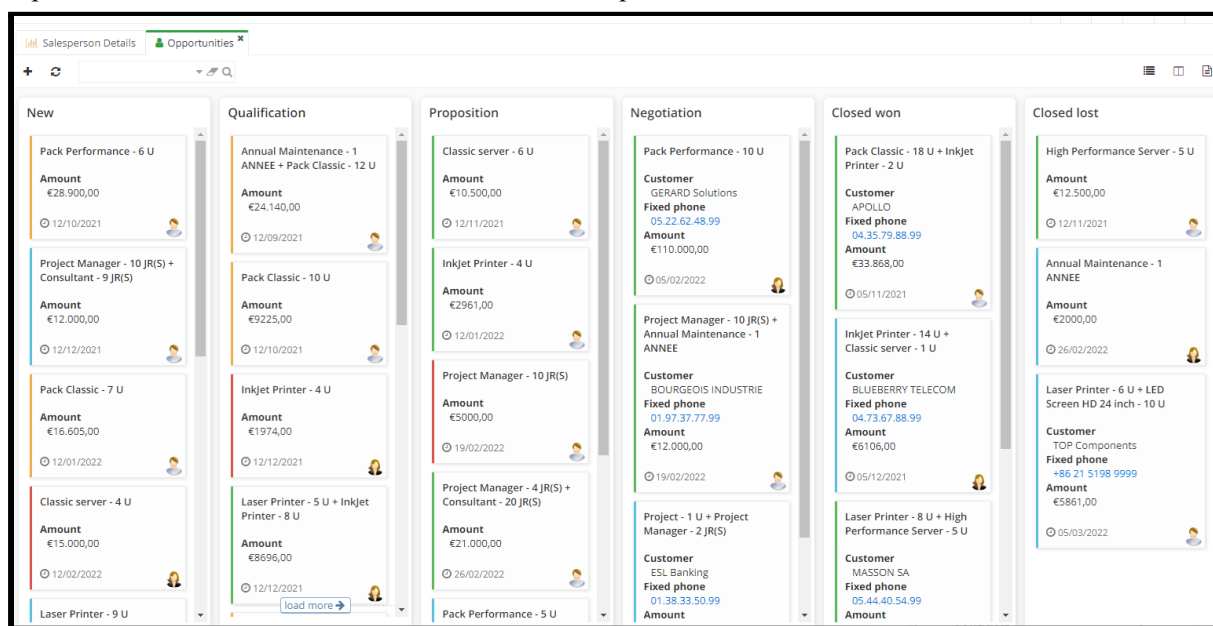 Salesperson Details
Opportunities
New
Pack Performance - 6 U
Amount
€28.900,00
12/10/2021
Project Manager - 10 JR(S) +
Consultant - 9 JR(S)
Amount
€12.000,00
12/12/2021
Pack Classic - 7 U
Amount
€16.605,00
12/01/2022
Classic server - 4 U
Amount
€15.000,00
12/02/2022
Laser Printer - 9 U
Qualification
Annual Maintenance - 1
ANNEE + Pack Classic - 12 U
Amount
€24.140,00
12/09/2021
Pack Classic - 10 U
Amount
€9225,00
12/10/2021
InkJet Printer - 4 U
Amount
€1974,00
12/12/2021
Laser Printer - 5 U + InkJet
Printer - 8 U
Amount
€8696,00
12/12/2021
load more
Proposition
Classic server - 6 U
Amount
€10.500,00
12/11/2021
InkJet Printer - 4 U
Amount
€2961,00
12/01/2022
Project Manager - 10 JR(S)
Amount
€5000,00
19/02/2022
Project Manager - 4 JR(S) +
Consultant - 20 JR(S)
Amount
€21.000,00
26/02/2022
Pack Performance - 5 U
Negotiation
Pack Performance - 10 U
Customer
GERARD Solutions
Fixed phone
05.22.62.48.99
Amount
€110.000,00
05/02/2022
Project Manager - 10 JR(S) +
Annual Maintenance - 1
ANNEE
Customer
BOURGEOIS INDUSTRIE
Fixed phone
01.97.37.77.99
Amount
€12.000,00
19/02/2022
Project - 1 U + Project
Manager - 2 JR(S)
Customer
ESL Banking
Fixed phone
01.38.33.50.99
Amount
Closed won
Pack Classic - 18 U + InkJet
Printer - 2 U
Customer
APOLLO
Fixed phone
04.35.79.88.99
Amount
€33.868,00
05/11/2021
InkJet Printer - 14 U +
Classic server - 1 U
Customer
BLUEBERRY TELECOM
Fixed phone
04.73.67.88.99
Amount
€6106,00
05/12/2021
Laser Printer - 8 U + High
Performance Server - 5 U
Customer
MASSON SA
Fixed phone
05.44.40.54.99
Amount
Closed lost
High Performance Server - 5 U
Amount
€12.500,00
12/11/2021
Annual Maintenance - 1
ANNEE
Amount
€2000,00
26/02/2022
Laser Printer - 6 U + LED
Screen HD 24 inch - 10 U
Customer
TOP Components
Fixed phone
+86 21 5198 9999
Amount
€5861,00
05/03/2022